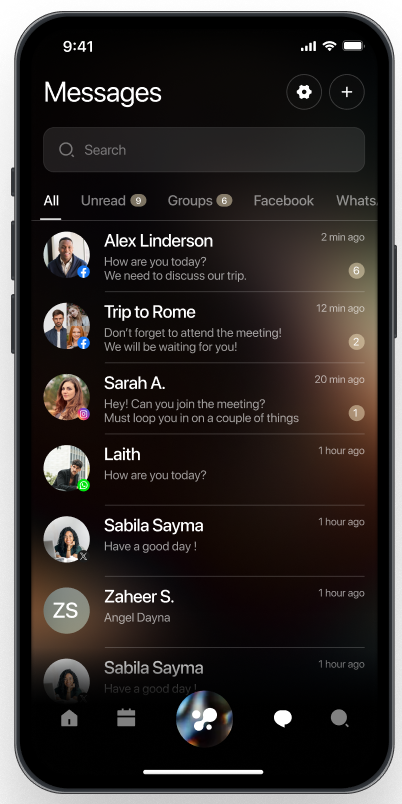 9:41
Messages
Search
All Unread 9 Groups 6 Facebook Whats
Alex Linderson 2 min ago
How are you today?
We need to discuss our trip. 6
Trip to Rome 12 min ago
Don't forget to attend the meeting!
We will be waiting for you! 2
Sarah A. 20 min ago
Hey! Can you join the meeting?
Must loop you in on a couple of things 1
Laith 1 hour ago
How are you today?
Sabila Sayma 1 hour ago
Have a good day !
ZS
Zaheer S. 1 hour ago
Angel Dayna
Sabila Sayma 1 hour ago
Have a good day !